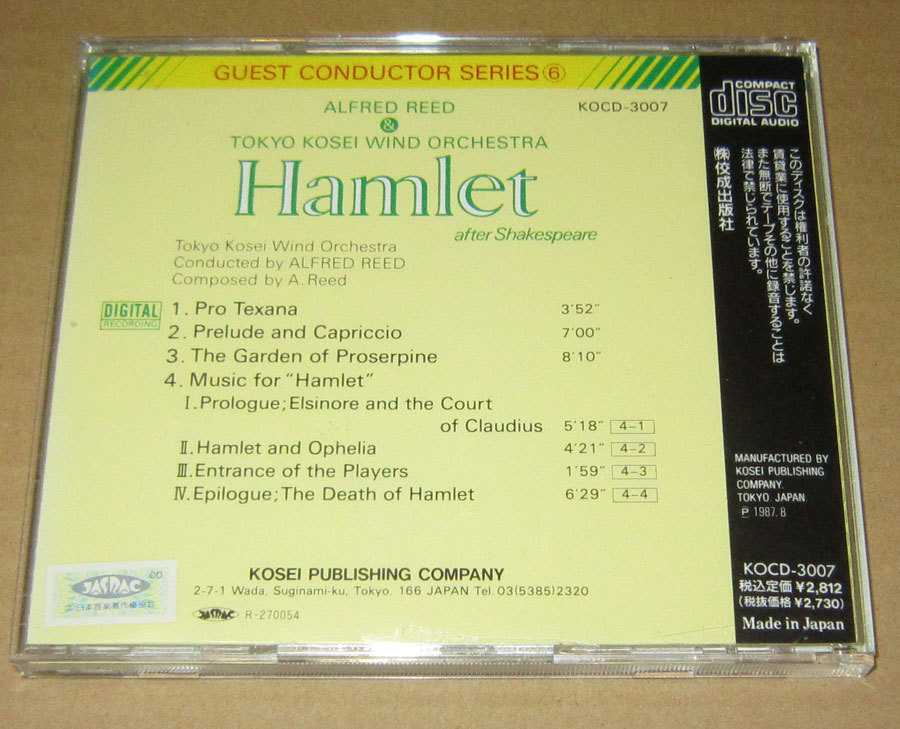 GUEST CONDUCTOR SERIES⑥
ALFRED REED
&
TOKYO KOSEI WIND ORCHESTRA
KOCD-3007
Hamlet
after Shakespeare
Tokyo Kosei Wind Orchestra
Conducted by ALFRED REED
Composed by A. Reed
DIGITAL
RECORDING
1. Pro Texana 3'52"
2. Prelude and Capriccio 7'00"
3. The Garden of Proserpine 8'10"
4. Music for "Hamlet"
Ⅰ. Prologue; Elsinore and the Court
of Claudius 5'18" 4-1
Ⅱ. Hamlet and Ophelia 4'21" 4-2
Ⅲ. Entrance of the Players 1'59" 4-3
Ⅳ. Epilogue; The Death of Hamlet 6'29" 4-4
JASRAC
CD
KOSEI PUBLISHING COMPANY
2-7-1 Wada, Suginami-ku, Tokyo. 166 JAPAN Tel. 03(5385)2320
JASRAC R-270054
COMPACT
disc
DIGITAL AUDIO
このディスクは権利者の許諾なく
賃貸業に使用することを禁じます。
また無断でテープその他に録音することは
法律で禁じられています。
㈱佼成出版社
MANUFACTURED BY
KOSEI PUBLISHING
COMPANY.
TOKYO. JAPAN.
Ⓟ 1987. 8
KOCD-3007
税込定価¥2,812
(税抜価格¥2,730)
Made in Japan